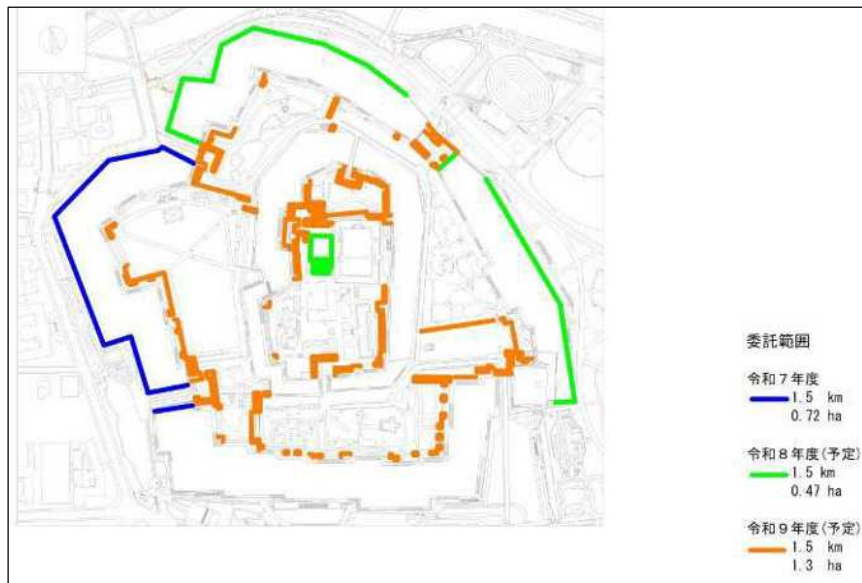 委託範囲
令和7年度
1.5 km
0.72 ha
令和8年度(予定)
1.5 km
0.47 ha
令和9年度(予定)
1.5 km
1.3 ha